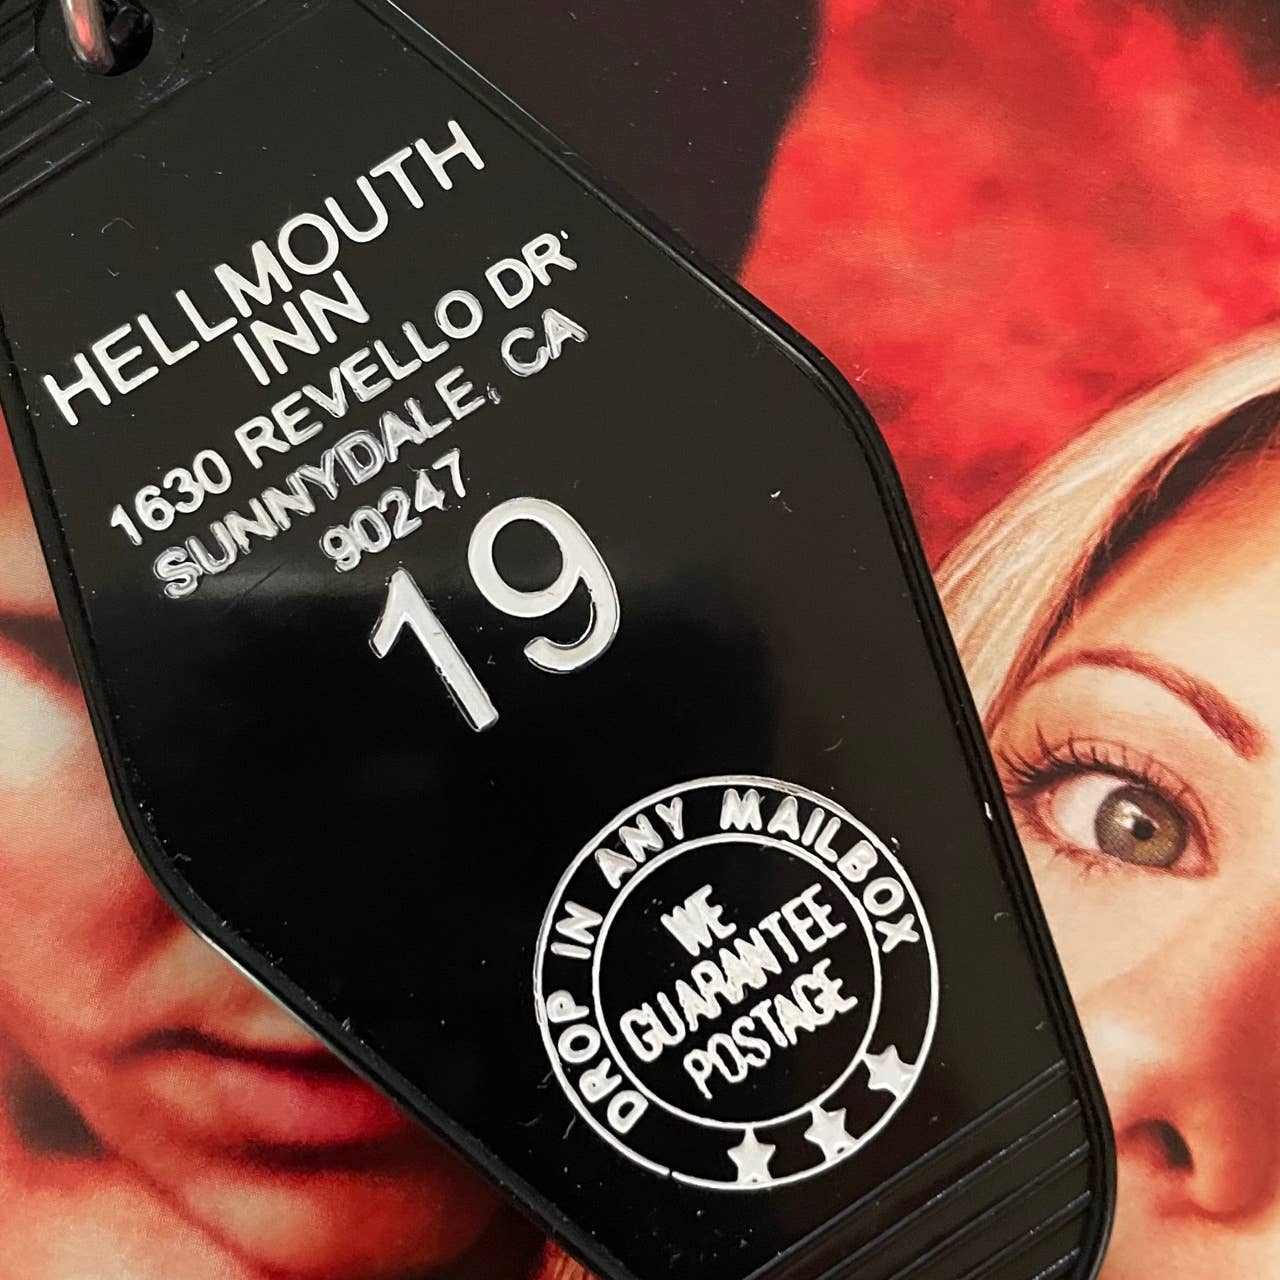 HELLMOUTH
INN
1630 REVELLO DR.
SUNNYDALE, CA
90247
19
DROP IN ANY MAILBOX
WE
GUARANTEE
POSTAGE